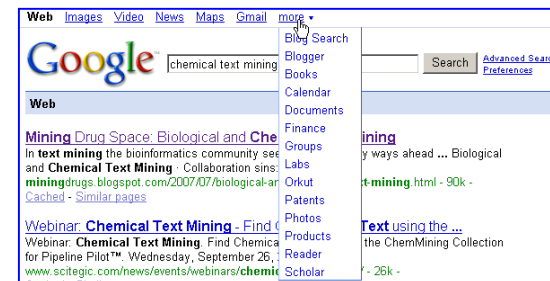 Web Images Video News Maps Gmail more
Google
chemical text mining
Search
Advanced Sear
Preferences
Blog Search
Blogger
Books
Calendar
Documents
Finance
Groups
Labs
Orkut
Patents
Photos
Products
Reader
Scholar
Web
Mining Drug Space: Biological and Che ining
In text mining the bioinformatics community see y ways ahead ... Biological
and Chemical Text Mining · Collaboration sins:
miningdrugs.blogspot.com/2007/07/biological-ar t-mining.html - 90k -
Cached - Similar pages
Webinar: Chemical Text Mining - Find C Text using the ...
Webinar: Chemical Text Mining. Find Chemica the ChemMining Collection
for Pipeline Pilot™. Wednesday, September 26,
www.scitegic.com/news/events/webinars/chemic / - 26k -